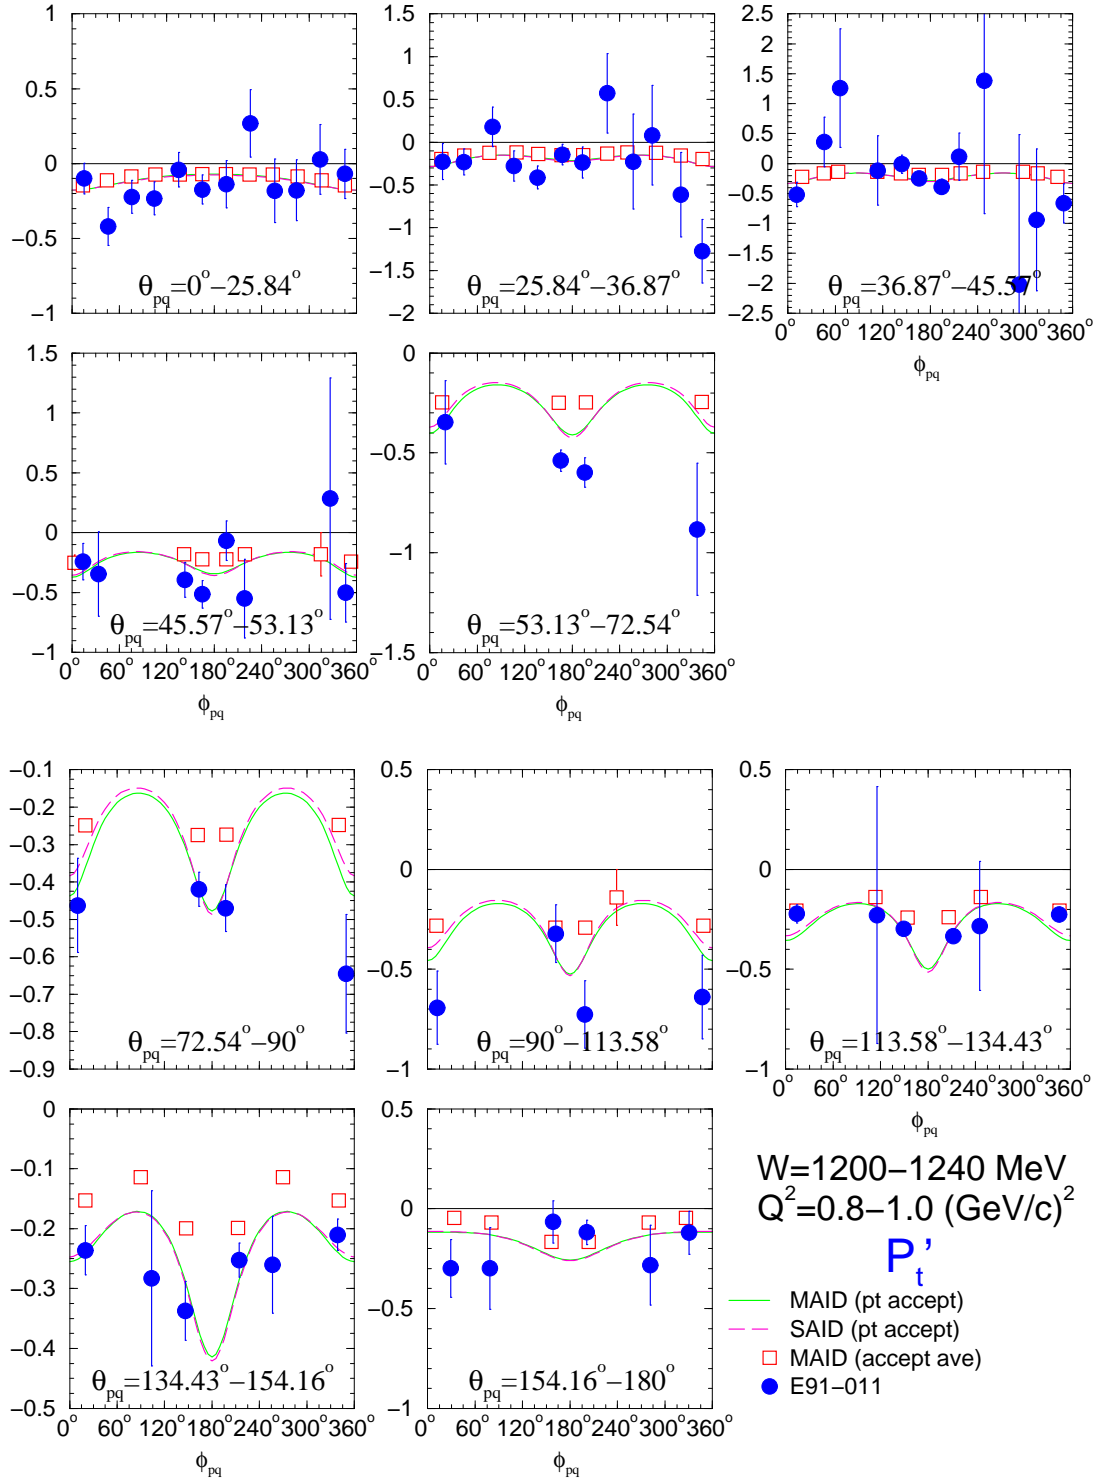 1
0.5
0
−0.5
−1
θpq=0°−25.84°
1.5
1
0.5
0
−0.5
−1
−1.5
−2
θpq=25.84°−36.87°
2.5
2
1.5
1
0.5
0
−0.5
−1
−1.5
−2
−2.5
θpq=36.87°−45.57°
0° 60° 120° 180° 240° 300° 360°
ϕpq
1.5
1
0.5
0
−0.5
−1
θpq=45.57°−53.13°
0° 60° 120° 180° 240° 300° 360°
ϕpq
0
−0.5
−1
−1.5
θpq=53.13°−72.54°
0° 60° 120° 180° 240° 300° 360°
ϕpq
−0.1
−0.2
−0.3
−0.4
−0.5
−0.6
−0.7
−0.8
−0.9
θpq=72.54°−90°
0.5
0
−0.5
−1
θpq=90°−113.58°
0.5
0
−0.5
−1
θpq=113.58°−134.43°
0° 60° 120° 180° 240° 300° 360°
ϕpq
0
−0.1
−0.2
−0.3
−0.4
−0.5
θpq=134.43°−154.16°
0° 60° 120° 180° 240° 300° 360°
ϕpq
0.5
0
−0.5
−1
θpq=154.16°−180°
0° 60° 120° 180° 240° 300° 360°
ϕpq
W=1200−1240 MeV
Q²=0.8−1.0 (GeV/c)²
Pt'
MAID (pt accept)
SAID (pt accept)
MAID (accept ave)
E91−011